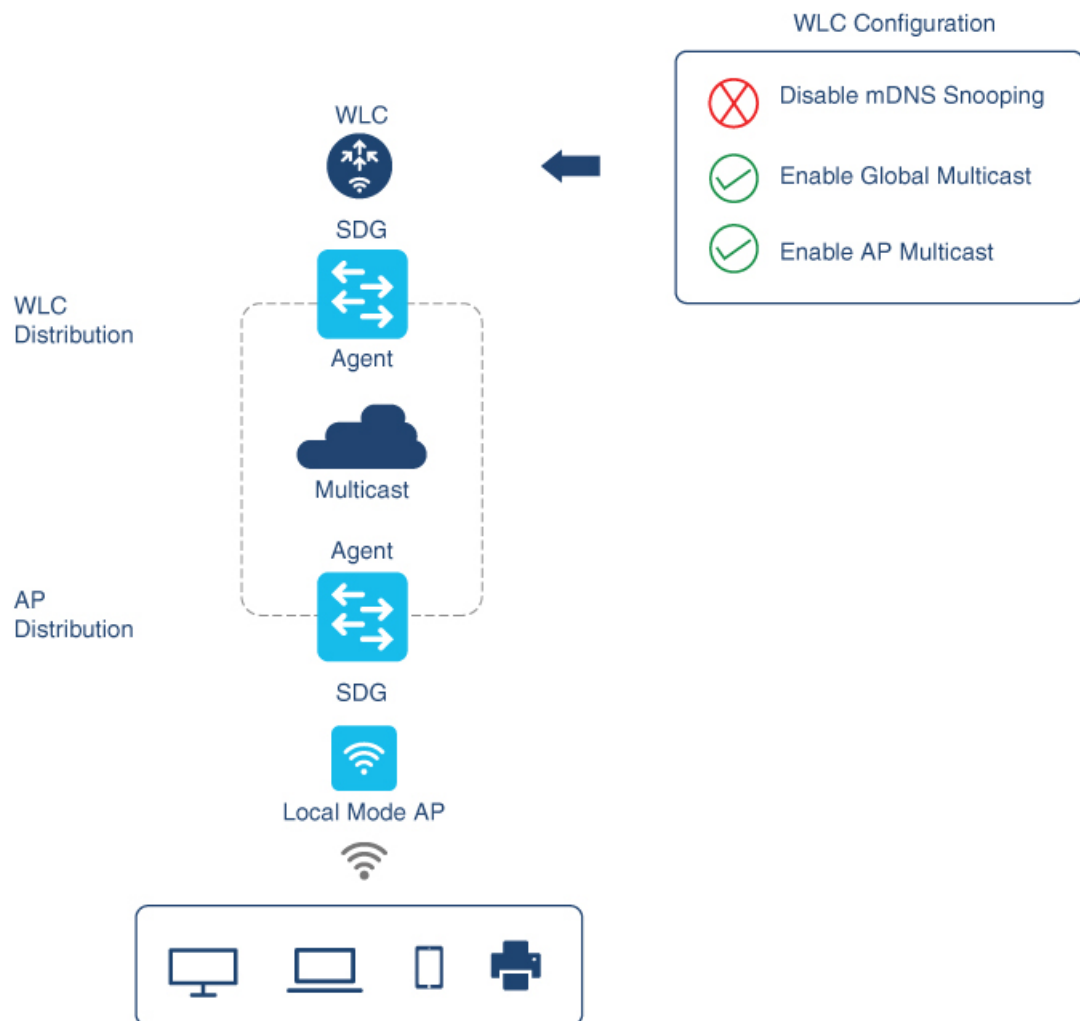 WLC Configuration
Disable mDNS Snooping
Enable Global Multicast
Enable AP Multicast
WLC
SDG
WLC
Distribution
Agent
Multicast
Agent
AP
Distribution
SDG
Local Mode AP